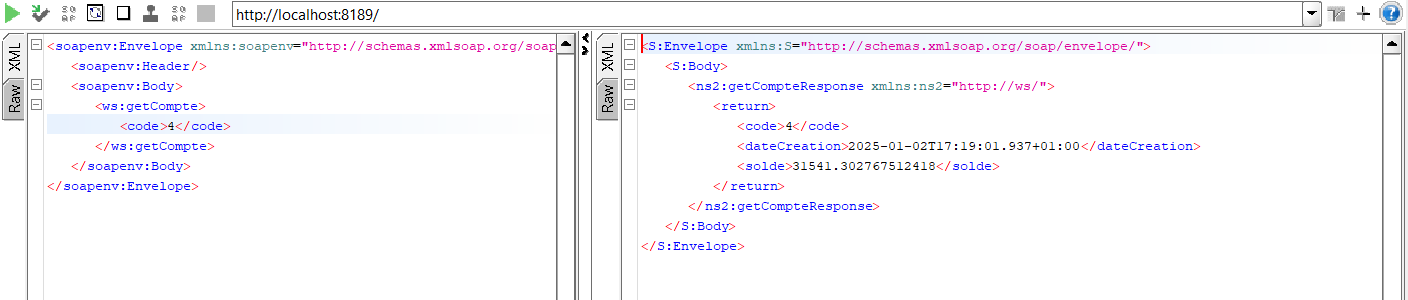 http://localhost:8189/
XML
Raw
<soapenv:Envelope xmlns:soapenv="http://schemas.xmlsoap.org/soap
<soapenv:Header/>
<soapenv:Body>
<ws:getCompte>
<code>4</code>
</ws:getCompte>
</soapenv:Body>
</soapenv:Envelope>
XML
Raw
<S:Envelope xmlns:S="http://schemas.xmlsoap.org/soap/envelope/">
<S:Body>
<ns2:getCompteResponse xmlns:ns2="http://ws/">
<return>
<code>4</code>
<dateCreation>2025-01-02T17:19:01.937+01:00</dateCreation>
<solde>31541.302767512418</solde>
</return>
</ns2:getCompteResponse>
</S:Body>
</S:Envelope>